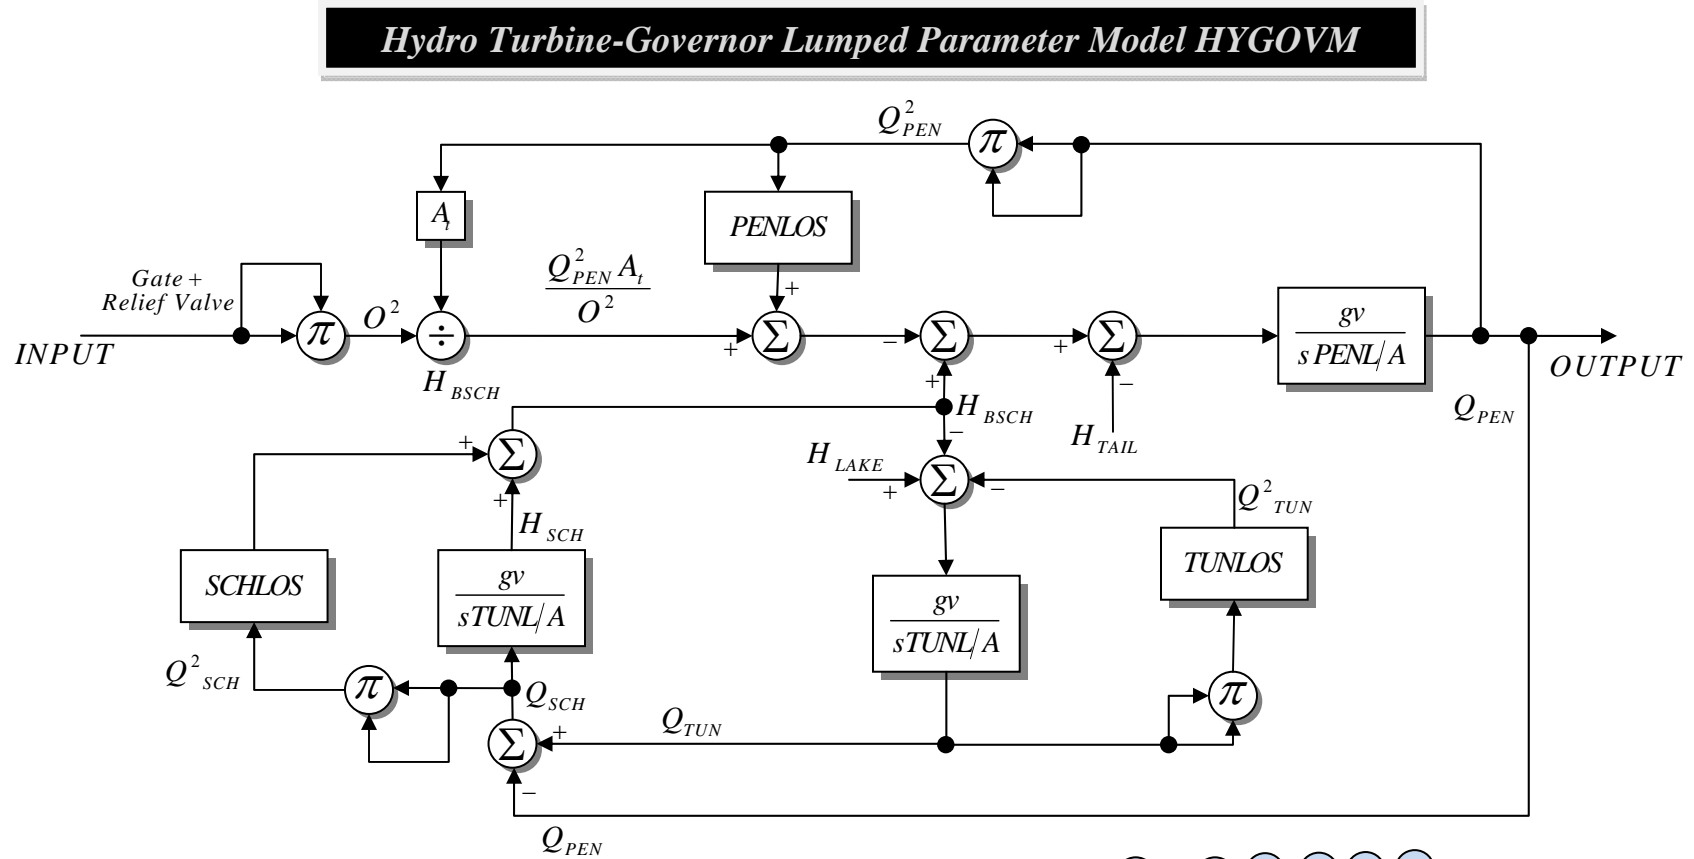 Hydro Turbine-Governor Lumped Parameter Model HYGOVM
Q²PEN
π
At
PENLOS
Gate +
Relief Valve
Q²PEN At
O²
+
INPUT
π
O²
÷
+
Σ
−
Σ
+
Σ
gv
s PENL/A
OUTPUT
HBSCH
+
HBSCH
−
HTAIL
−
QPEN
+
Σ
HLAKE
+
Σ
−
Q²TUN
+
HSCH
SCHLOS
gv
sTUNL/A
gv
sTUNL/A
TUNLOS
Q²SCH
π
QSCH
π
Σ
+
QTUN
−
QPEN